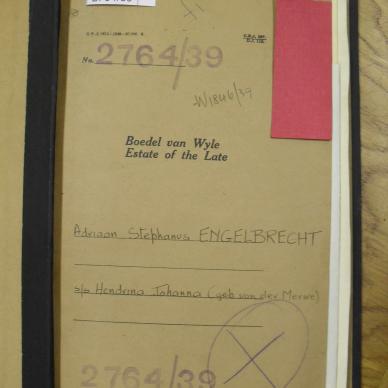 No. 2764/39
W1846/39
Boedel van Wyle
Estate of the Late
Adriaan Stephanus ENGELBRECHT
s/p Hendrina Johanna (geb van der Merwe)
2764/39